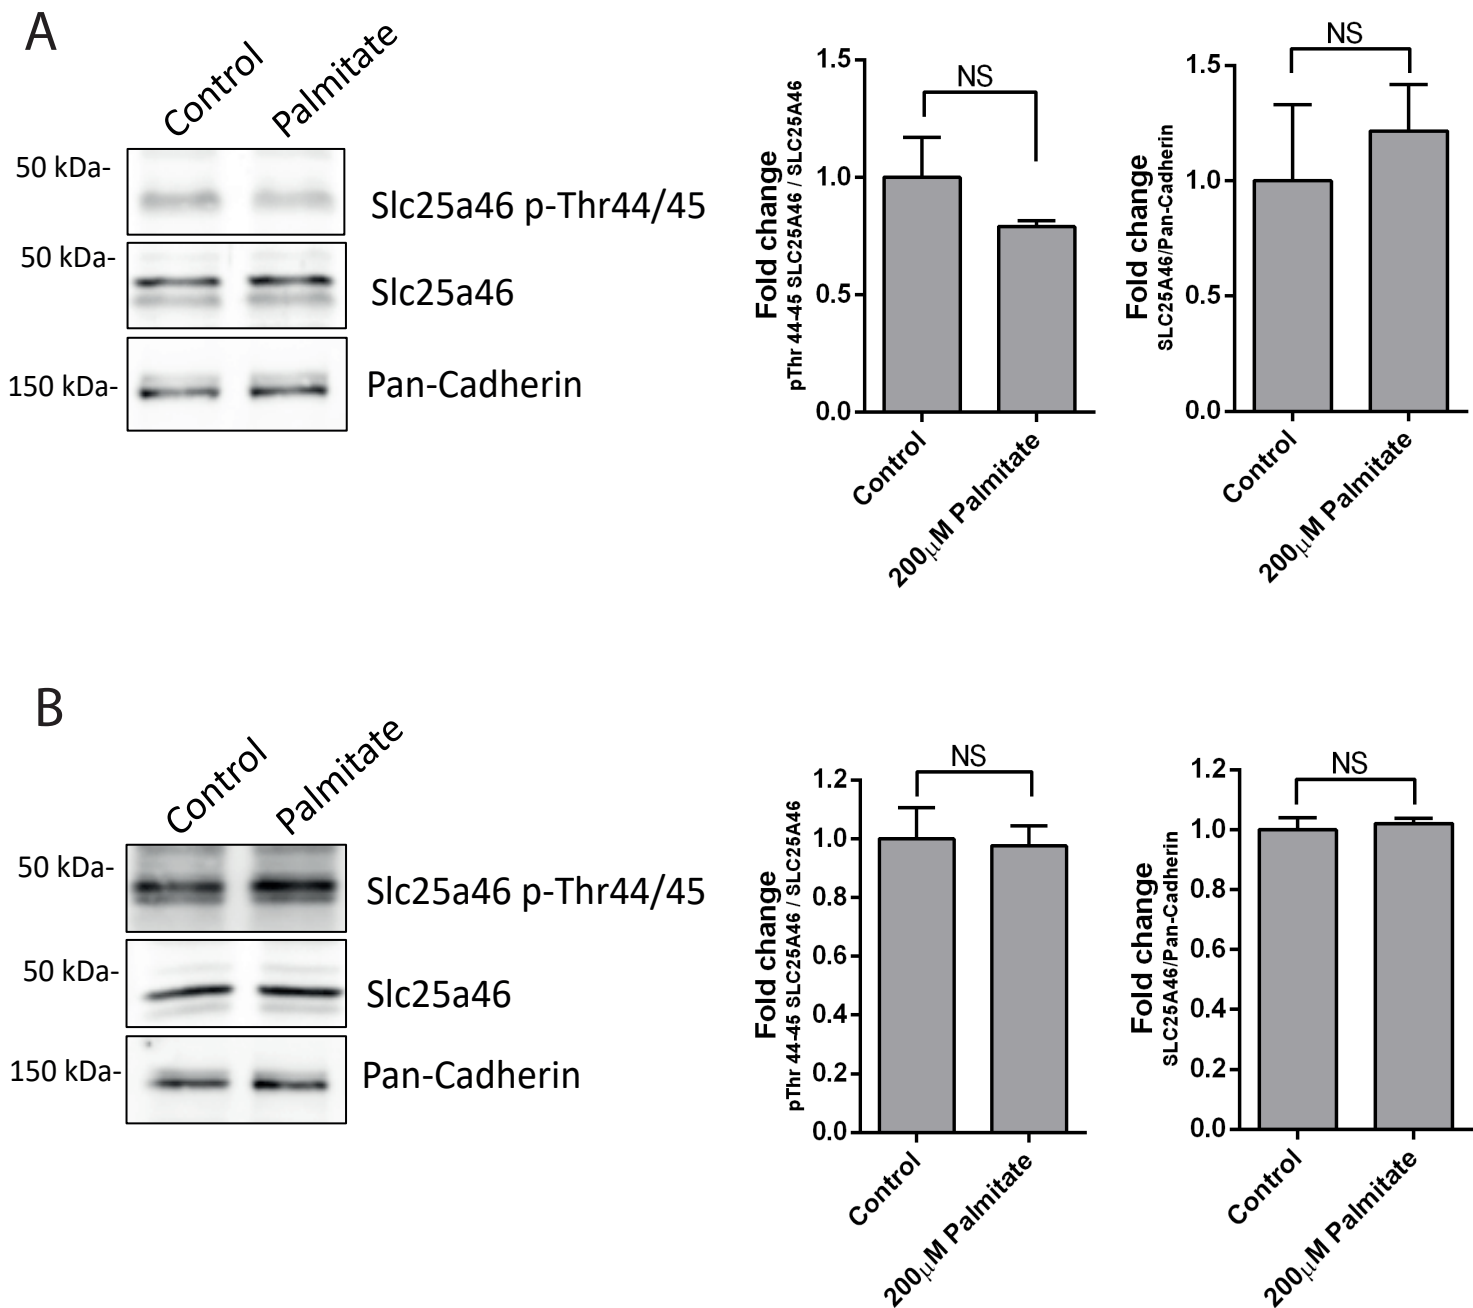 A
Control
Palmitate
50 kDa-
Slc25a46 p-Thr44/45
50 kDa-
Slc25a46
150 kDa-
Pan-Cadherin
Fold change
pThr 44-45 SLC25A46 / SLC25A46
1.5
1.0
0.5
0.0
NS
Control
200μM Palmitate
Fold change
SLC25A46/Pan-Cadherin
1.5
1.0
0.5
0.0
NS
Control
200μM Palmitate
B
Control
Palmitate
50 kDa-
Slc25a46 p-Thr44/45
50 kDa-
Slc25a46
150 kDa-
Pan-Cadherin
Fold change
pThr 44-45 SLC25A46 / SLC25A46
1.2
1.0
0.8
0.6
0.4
0.2
0.0
NS
Control
200μM Palmitate
Fold change
SLC25A46/Pan-Cadherin
1.2
1.0
0.8
0.6
0.4
0.2
0.0
NS
Control
200μM Palmitate